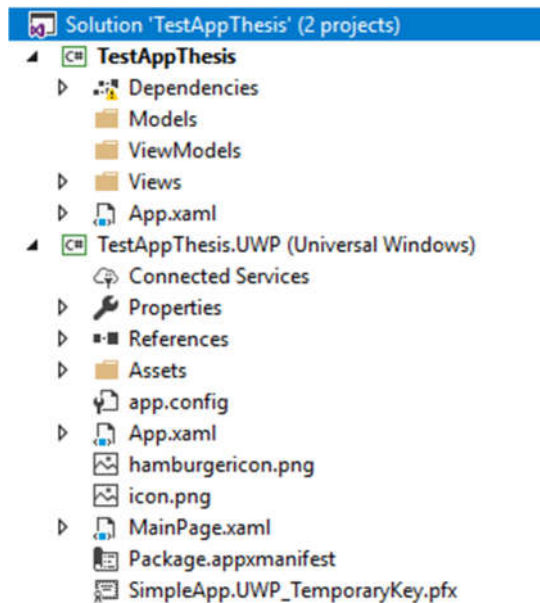 Solution 'TestAppThesis' (2 projects)
C# TestAppThesis
Dependencies
Models
ViewModels
Views
App.xaml
C# TestAppThesis.UWP (Universal Windows)
Connected Services
Properties
References
Assets
app.config
App.xaml
hamburgericon.png
icon.png
MainPage.xaml
Package.appxmanifest
SimpleApp.UWP_TemporaryKey.pfx